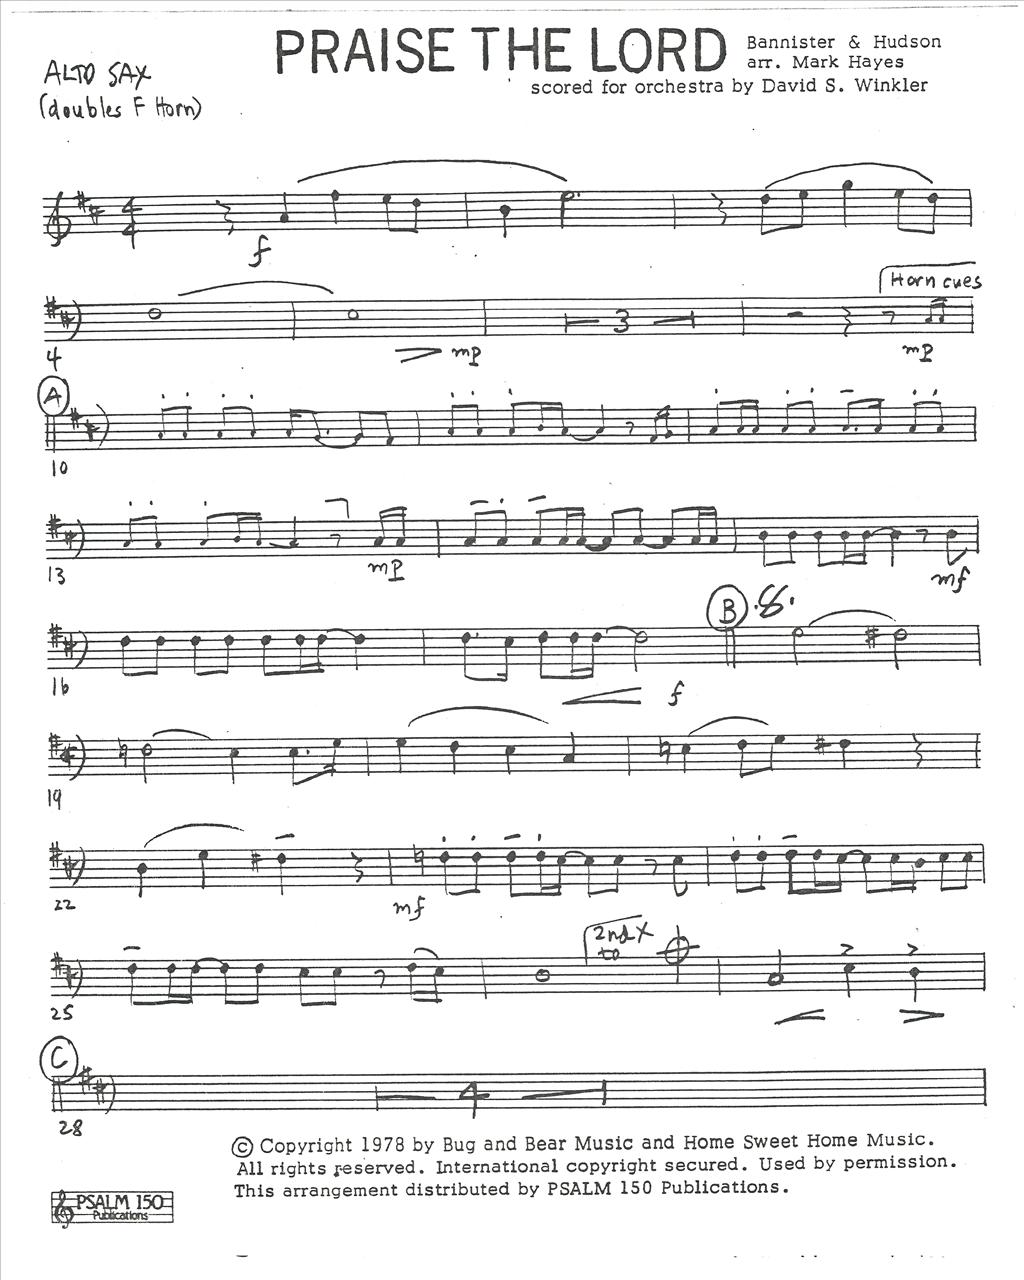 PRAISE THE LORD
Bannister & Hudson
arr. Mark Hayes
scored for orchestra by David S. Winkler
ALTO SAX
(doubles F Horn)
4
4
f
Horn cues
3
4
mp
mp
A
10
13
mp
mf
B
16
f
19
22
mf
2nd X
to
25
C
4
28
© Copyright 1978 by Bug and Bear Music and Home Sweet Home Music.
All rights reserved. International copyright secured. Used by permission.
This arrangement distributed by PSALM 150 Publications.
PSALM 150
Publications